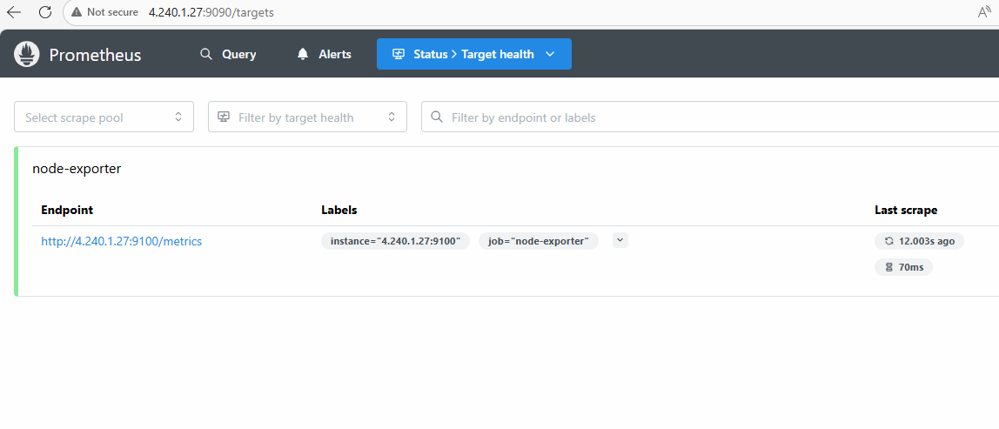 Not secure 4.240.1.27:9090/targets A
Prometheus Query Alerts Status > Target health
Select scrape pool Filter by target health Filter by endpoint or labels
node-exporter
Endpoint Labels Last scrape
http://4.240.1.27:9100/metrics instance="4.240.1.27:9100" job="node-exporter" 12.003s ago
70ms